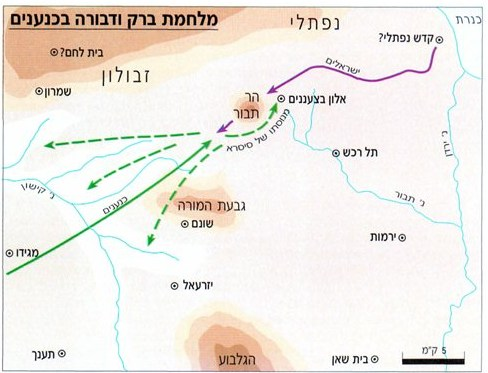 מלחמת ברק ודבורה בכנענים
נפתלי
כנרת
קדש נפתלי?
בית לחם?
זבולון
ישראלים
שמרון
הר
תבור
אלון בצעננים
מנוסתו של סיסרא
נ' ירדן
תל רכש
נ' קישון
נ' תבור
כנענים
גבעת המורה
שונם
ירמות
מגידו
יזרעאל
תענך
הגלבוע
בית שאן
5 ק"מ